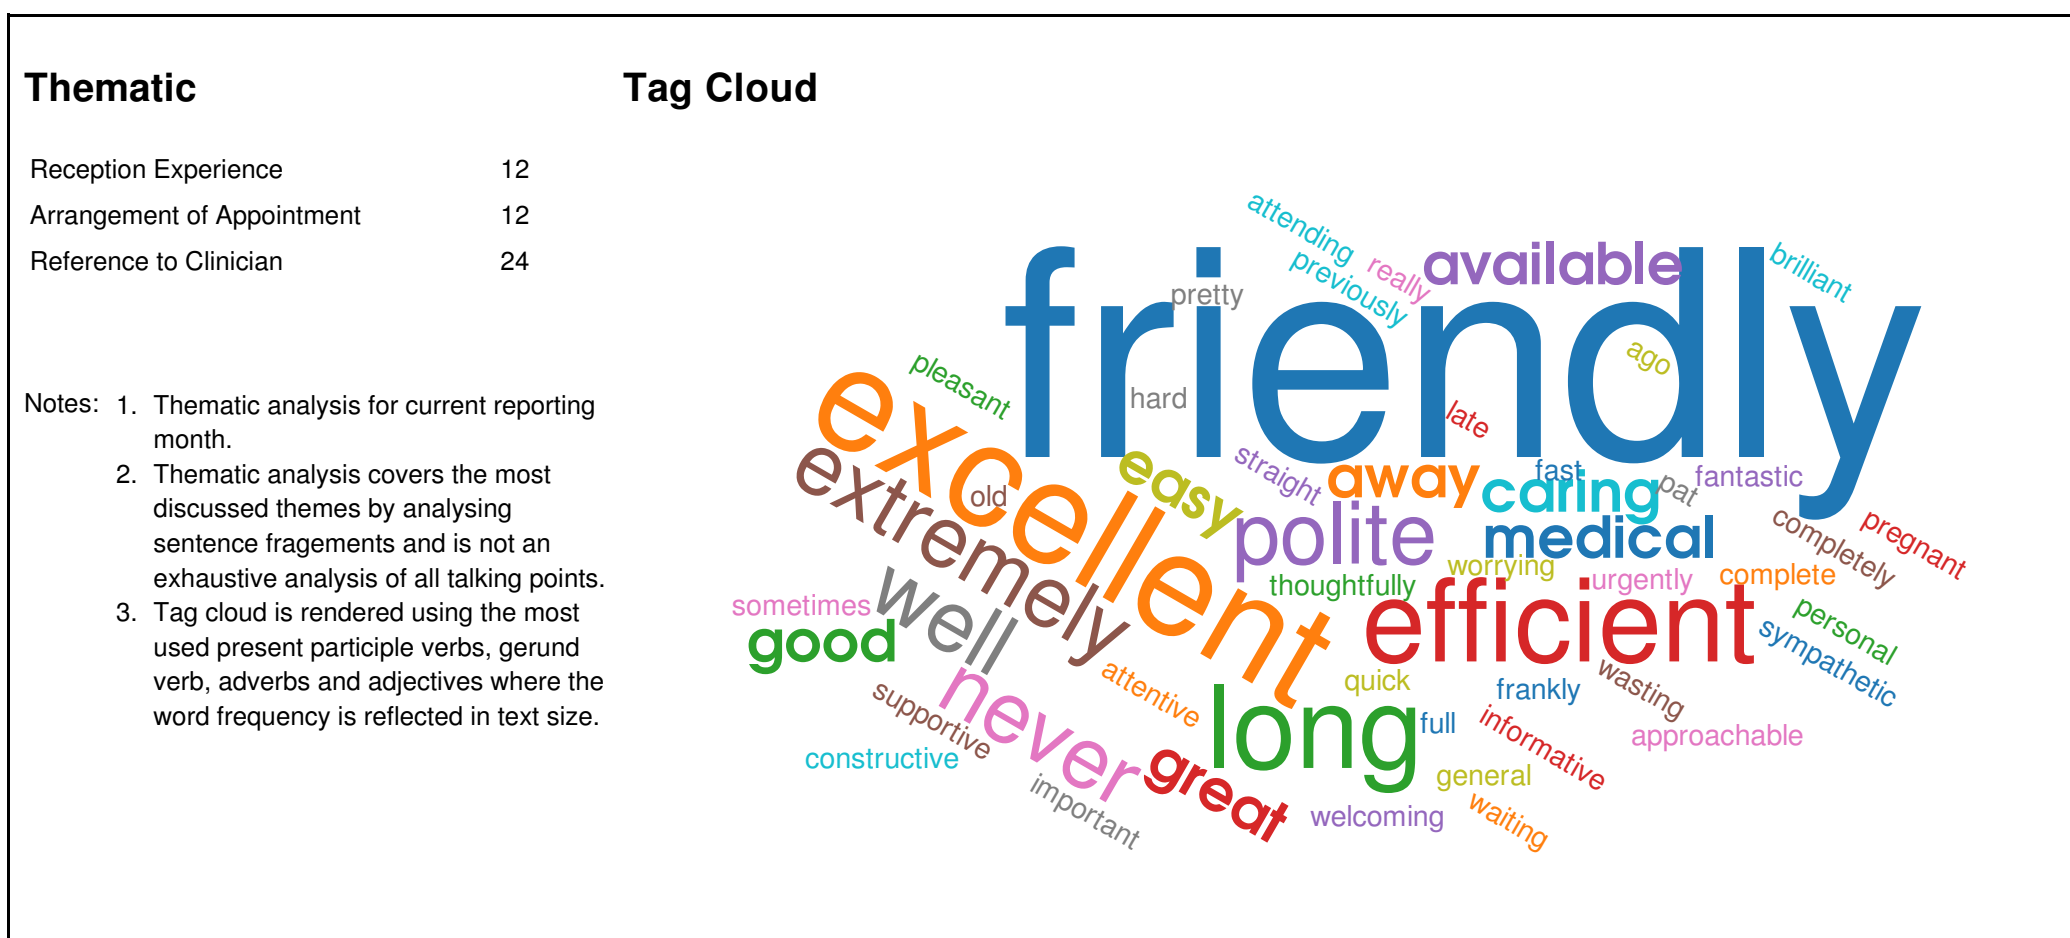 Thematic
Reception Experience 12
Arrangement of Appointment 12
Reference to Clinician 24
Notes: 1. Thematic analysis for current reporting
month.
2. Thematic analysis covers the most
discussed themes by analysing
sentence fragements and is not an
exhaustive analysis of all talking points.
3. Tag cloud is rendered using the most
used present participle verbs, gerund
verb, adverbs and adjectives where the
word frequency is reflected in text size.
Tag Cloud
attending
previously
really
available
brilliant
pretty
friendly
ago
pleasant
hard
late
excellent
extremely
old
easy
straight
away
fast
caring
pat
fantastic
polite
medical
completely
pregnant
worrying
thoughtfully
urgently
complete
sometimes
well
good
efficient
personal
sympathetic
never
attentive
quick
frankly
wasting
supportive
long
full
informative
approachable
constructive
great
general
important
welcoming
waiting